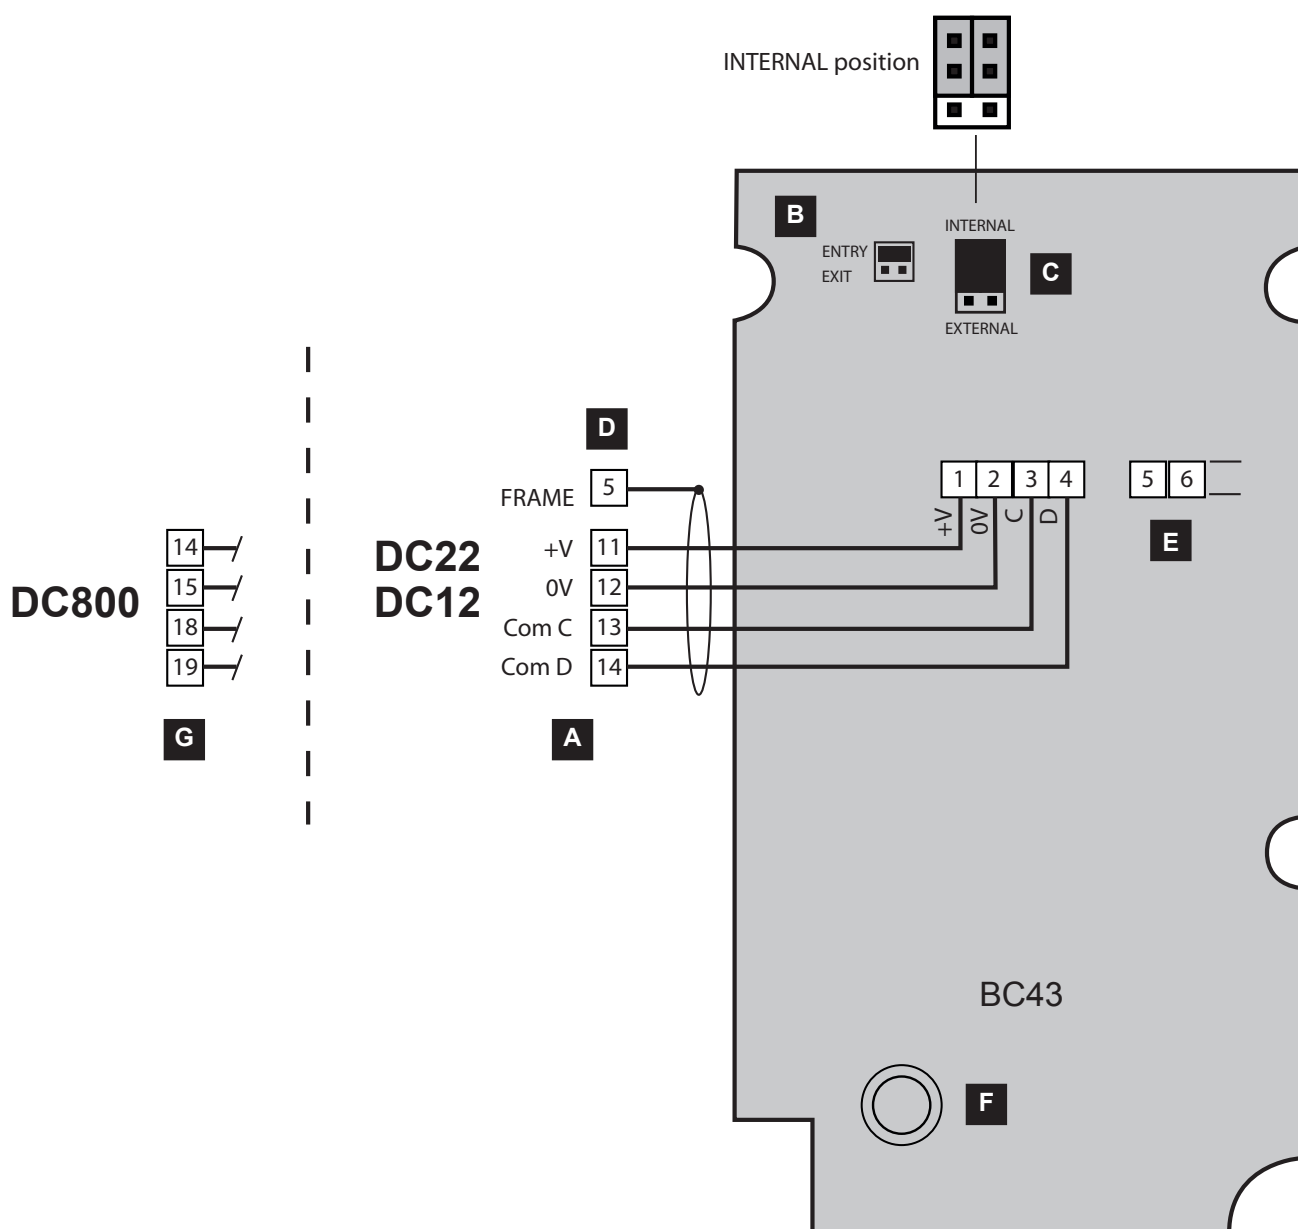 INTERNAL position
B
INTERNAL
ENTRY
EXIT
C
EXTERNAL
D
FRAME 5
1 2 3 4
+V 0V C D
5 6
E
DC800
14
15
18
19
G
DC22
DC12
+V 11
0V 12
Com C 13
Com D 14
A
BC43
F